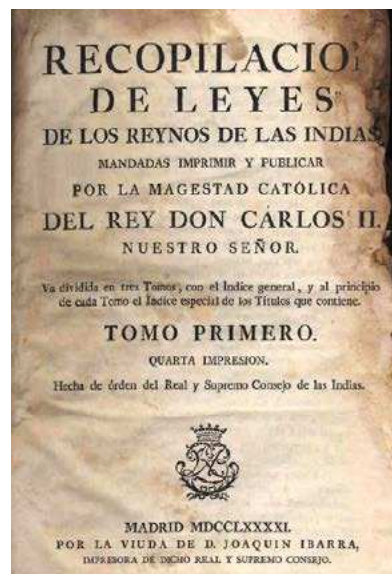 RECOPILACION
DE LEYES
DE LOS REYNOS DE LAS INDIAS,
MANDADAS IMPRIMIR Y PUBLICAR
POR LA MAGESTAD CATÓLICA
DEL REY DON CÁRLOS II.
NUESTRO SEÑOR.
Va dividida en tres Tomos, con el Índice general, y al principio
de cada Tomo el Índice especial de los Títulos que contiene.
TOMO PRIMERO.
QUARTA IMPRESION.
Hecha de órden del Real y Supremo Consejo de las Indias.
MADRID MDCCLXXXXI.
POR LA VIUDA DE D. JOAQUIN IBARRA,
IMPRESORA DE DICHO REAL Y SUPREMO CONSEJO.